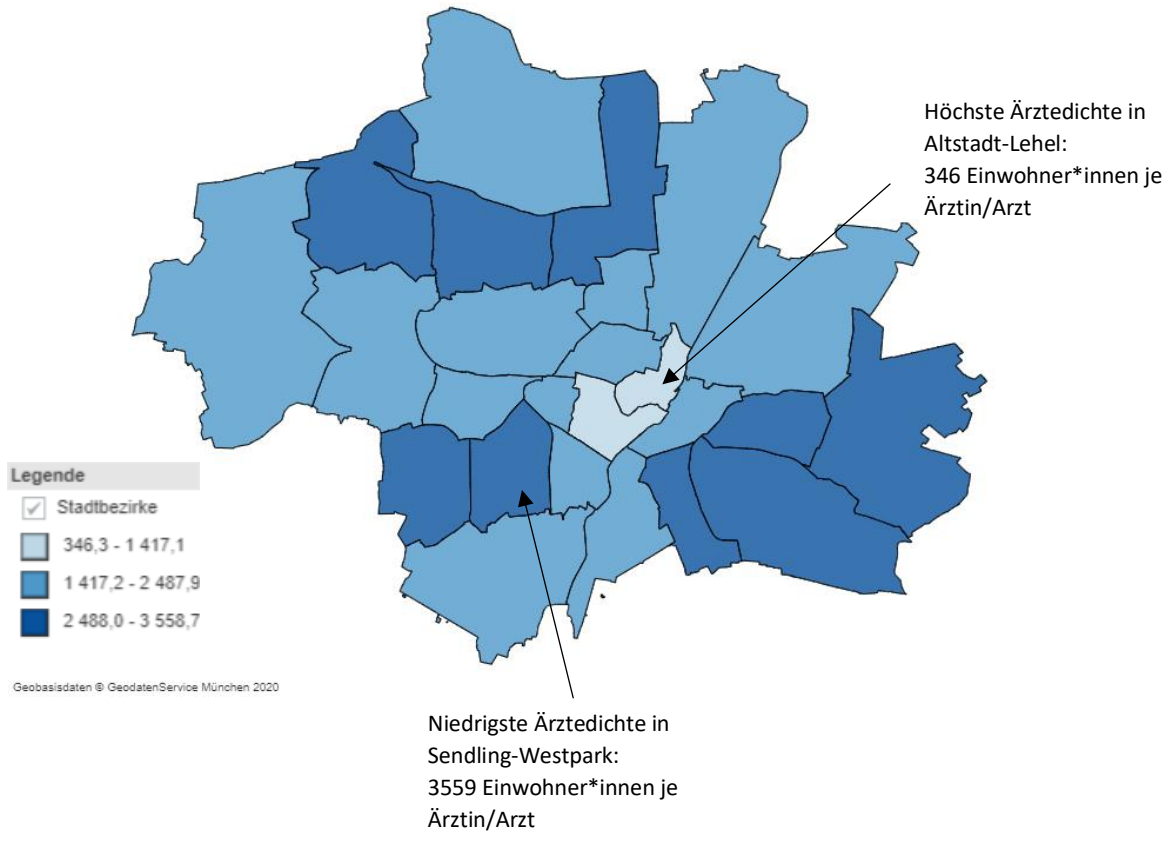 Höchste Ärztedichte in
Altstadt-Lehel:
346 Einwohner*innen je
Ärztin/Arzt
Legende
Stadtbezirke
346,3 - 1 417,1
1 417,2 - 2 487,9
2 488,0 - 3 558,7
Geobasisdaten © GeodatenService München 2020
Niedrigste Ärztedichte in
Sendling-Westpark:
3559 Einwohner*innen je
Ärztin/Arzt